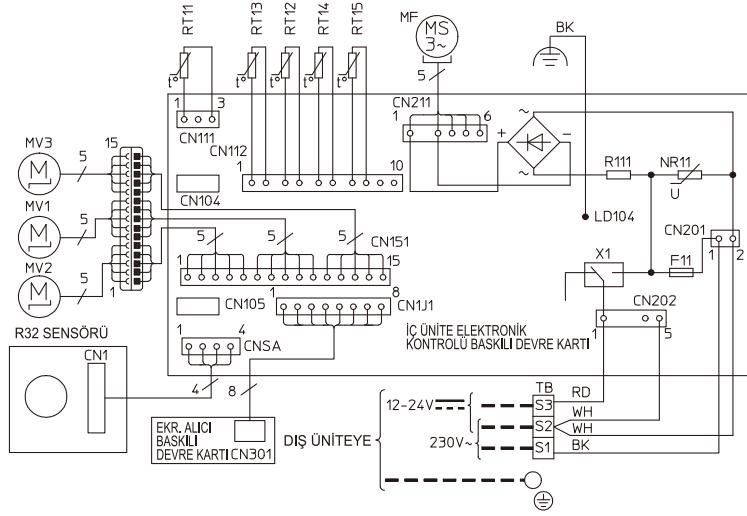 RT11
RT13
RT12
RT14
RT15
MF
MS
3~
BK
5
t°
t°
t°
t°
t°
1
3
CN111
CN211
1
6
~
+
−
~
MV3
5
15
CN112
1
10
R111
NR11
U
CN104
MV1
5
LD104
5
5
5
CN151
CN201
1
2
1
15
X1
F11
MV2
5
1
CN105
1
8
CN1J1
CN202
1
5
R32 SENSÖRÜ
CN1
1
4
CNSA
İÇ ÜNİTE ELEKTRONİK
KONTROLÜ BASKILI DEVRE KARTI
4
8
TB
RD
12-24V
S3
WH
S2
WH
230V~
S1
BK
EKR. ALICI
BASKILI
DEVRE KARTI
CN301
DIŞ ÜNİTEYE